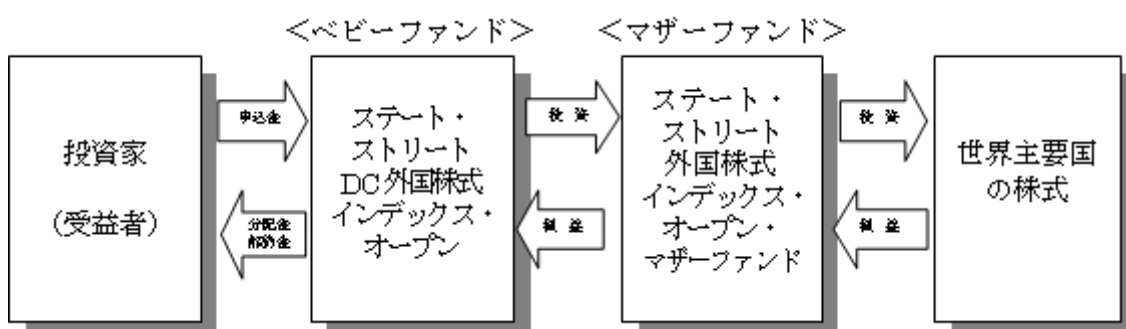 ＜ベビーファンド＞
＜マザーファンド＞
投資家
（受益者）
申込金
分配金
解約金
ステート・
ストリート
DC外国株式
インデックス・
オープン
投 資
損 益
ステート・
ストリート
外国株式
インデックス・
オープン・
マザーファンド
投 資
損 益
世界主要国
の株式